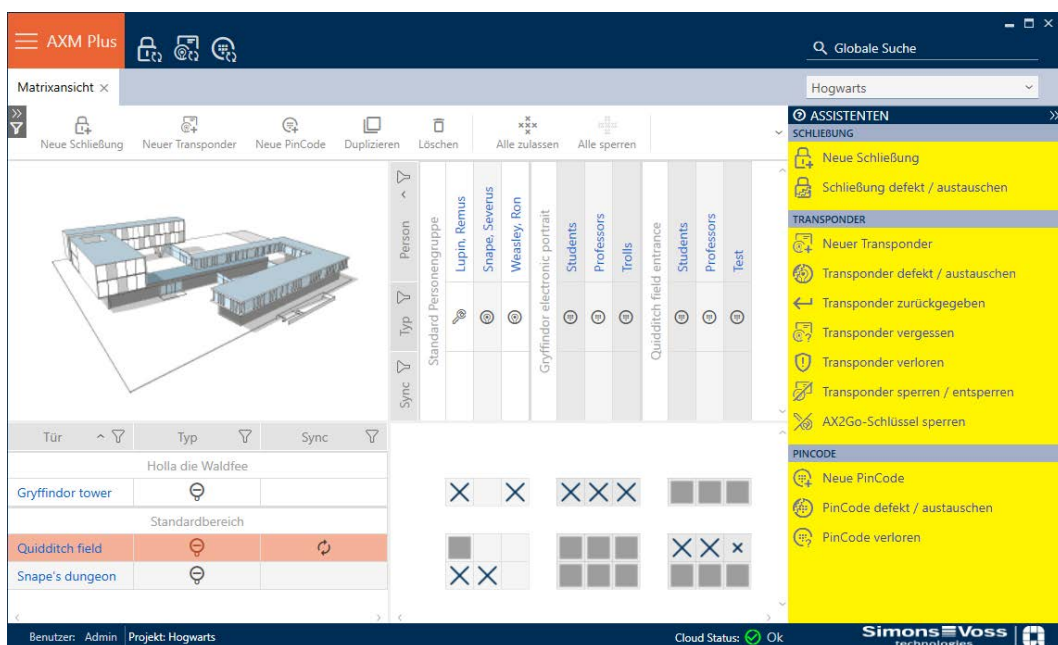 AXM Plus
Globale Suche
Matrixansicht
Hogwarts
Neue Schließung
Neuer Transponder
Neue PinCode
Duplizieren
Löschen
Alle zulassen
Alle sperren
ASSISTENTEN
SCHLIEßUNG
Neue Schließung
Schließung defekt / austauschen
TRANSPONDER
Neuer Transponder
Transponder defekt / austauschen
Transponder zurückgegeben
Transponder vergessen
Transponder verloren
Transponder sperren / entsperren
AX2Go-Schlüssel sperren
PINCODE
Neue PinCode
PinCode defekt / austauschen
PinCode verloren
Person
Typ
Sync
Standard Personengruppe
Lupin, Remus
Snape, Severus
Weasley, Ron
Gryffindor electronic portrait
Students
Professors
Trolls
Quidditch field entrance
Students
Professors
Test
Tür
Typ
Sync
Holla die Waldfee
Gryffindor tower
Standardbereich
Quidditch field
Snape's dungeon
Benutzer: Admin
Projekt: Hogwarts
Cloud Status: Ok
SimonsVoss
technologies